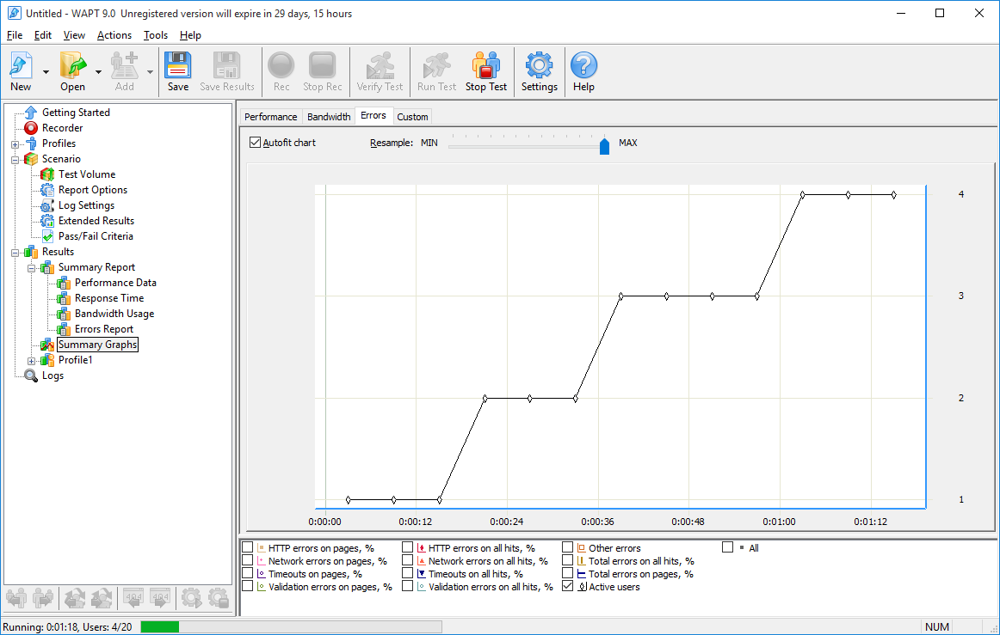 Untitled - WAPT 9.0  Unregistered version will expire in 29 days, 15 hours
File Edit View Actions Tools Help
New Open Add Save Save Results Rec Stop Rec Verify Test Run Test Stop Test Settings Help
Getting Started
Recorder
Profiles
Scenario
Test Volume
Report Options
Log Settings
Extended Results
Pass/Fail Criteria
Results
Summary Report
Performance Data
Response Time
Bandwidth Usage
Errors Report
Summary Graphs
Profile1
Logs
Performance Bandwidth Errors Custom
Autofit chart Resample: MIN MAX
4
3
2
1
0:00:00 0:00:12 0:00:24 0:00:36 0:00:48 0:01:00 0:01:12
HTTP errors on pages, % HTTP errors on all hits, % Other errors All
Network errors on pages, % Network errors on all hits, % Total errors on all hits, %
Timeouts on pages, % Timeouts on all hits, % Total errors on pages, %
Validation errors on pages, % Validation errors on all hits, % Active users
404 404
Running: 0:01:18, Users: 4/20 NUM